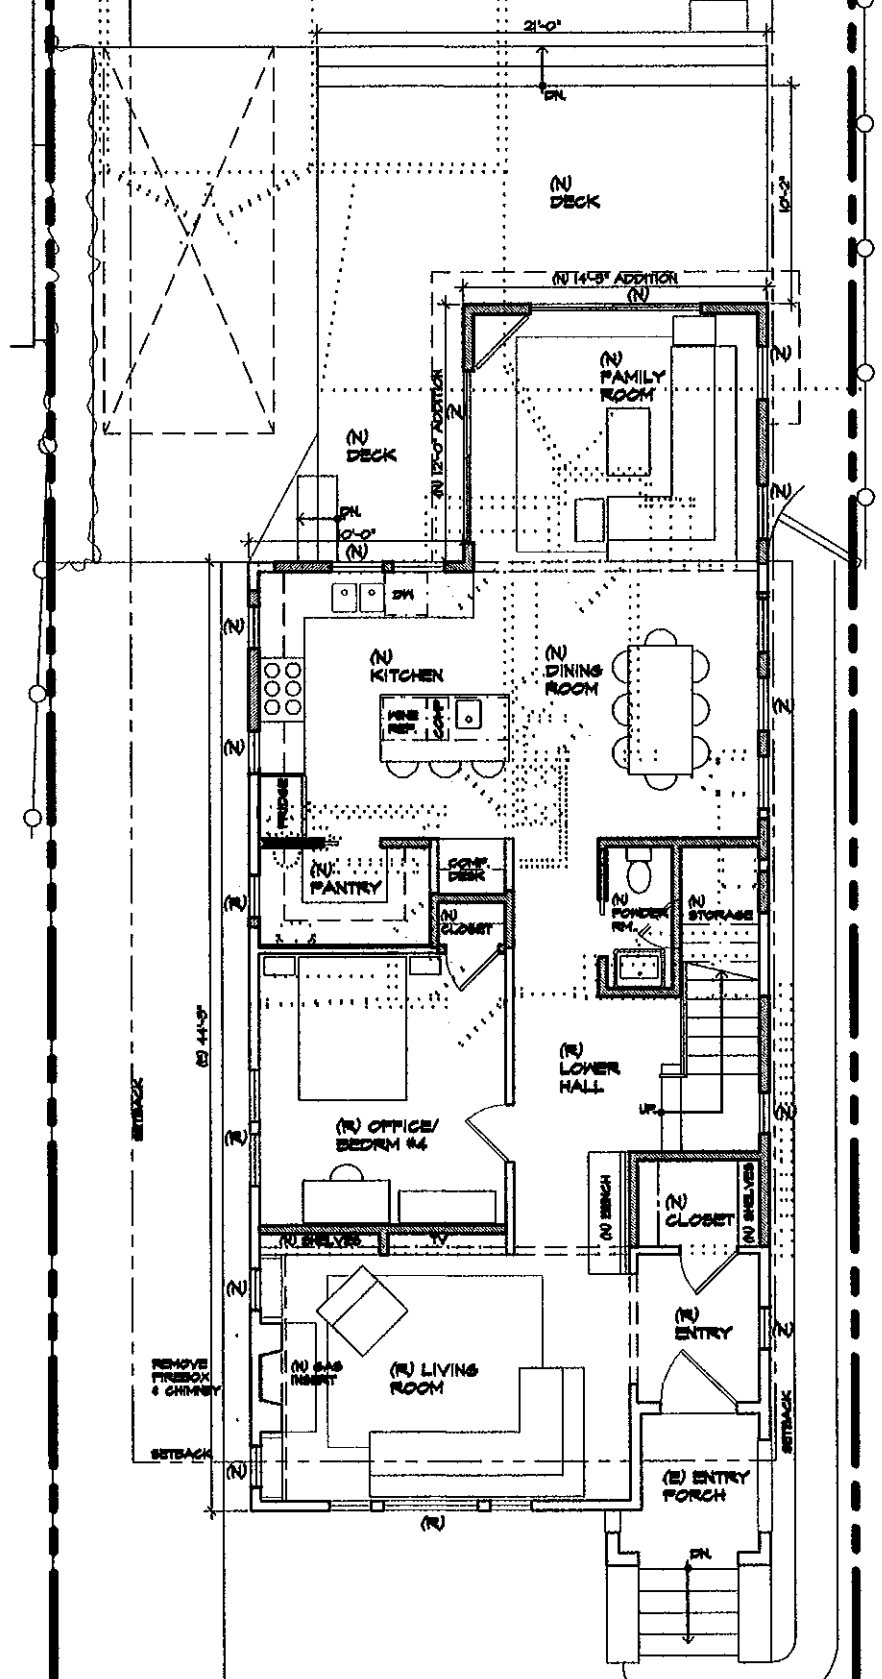 21'-0"
DN.
(N)
DECK
10'-2"
(N) 14'-5" ADDITION
(N)
(N)
(N)
FAMILY
ROOM
(N) 12'-0" ADDITION
(N)
(N)
DECK
(N)
DN.
10'-0"
(N)
DW
(N)
(N)
KITCHEN
(N)
DINING
ROOM
WINE
REF.
COMP
(N)
(N)
FRIDGE
(N)
PANTRY
COMP
DESK
(R)
(N)
CLOSET
(N)
POWDER
RM.
(N)
STORAGE
(E) 44'-8"
(R)
LOWER
HALL
SETBACK
UP.
(N)
(R)
(R) OFFICE/
BEDRM #4
(N) BENCH
(N)
CLOSET
(N) SHELVES
(N) SHELVES
TV
(N)
(R)
ENTRY
(N)
REMOVE
FIREBOX
& CHIMNEY
(N) GAS
INSERT
(R) LIVING
ROOM
SETBACK
SETBACK
(N)
(E) ENTRY
PORCH
(R)
DN.